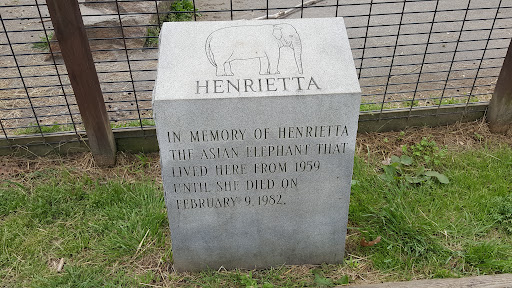 HENRIETTA
IN MEMORY OF HENRIETTA
THE ASIAN ELEPHANT THAT
LIVED HERE FROM 1959
UNTIL SHE DIED ON
FEBRUARY 9, 1982.